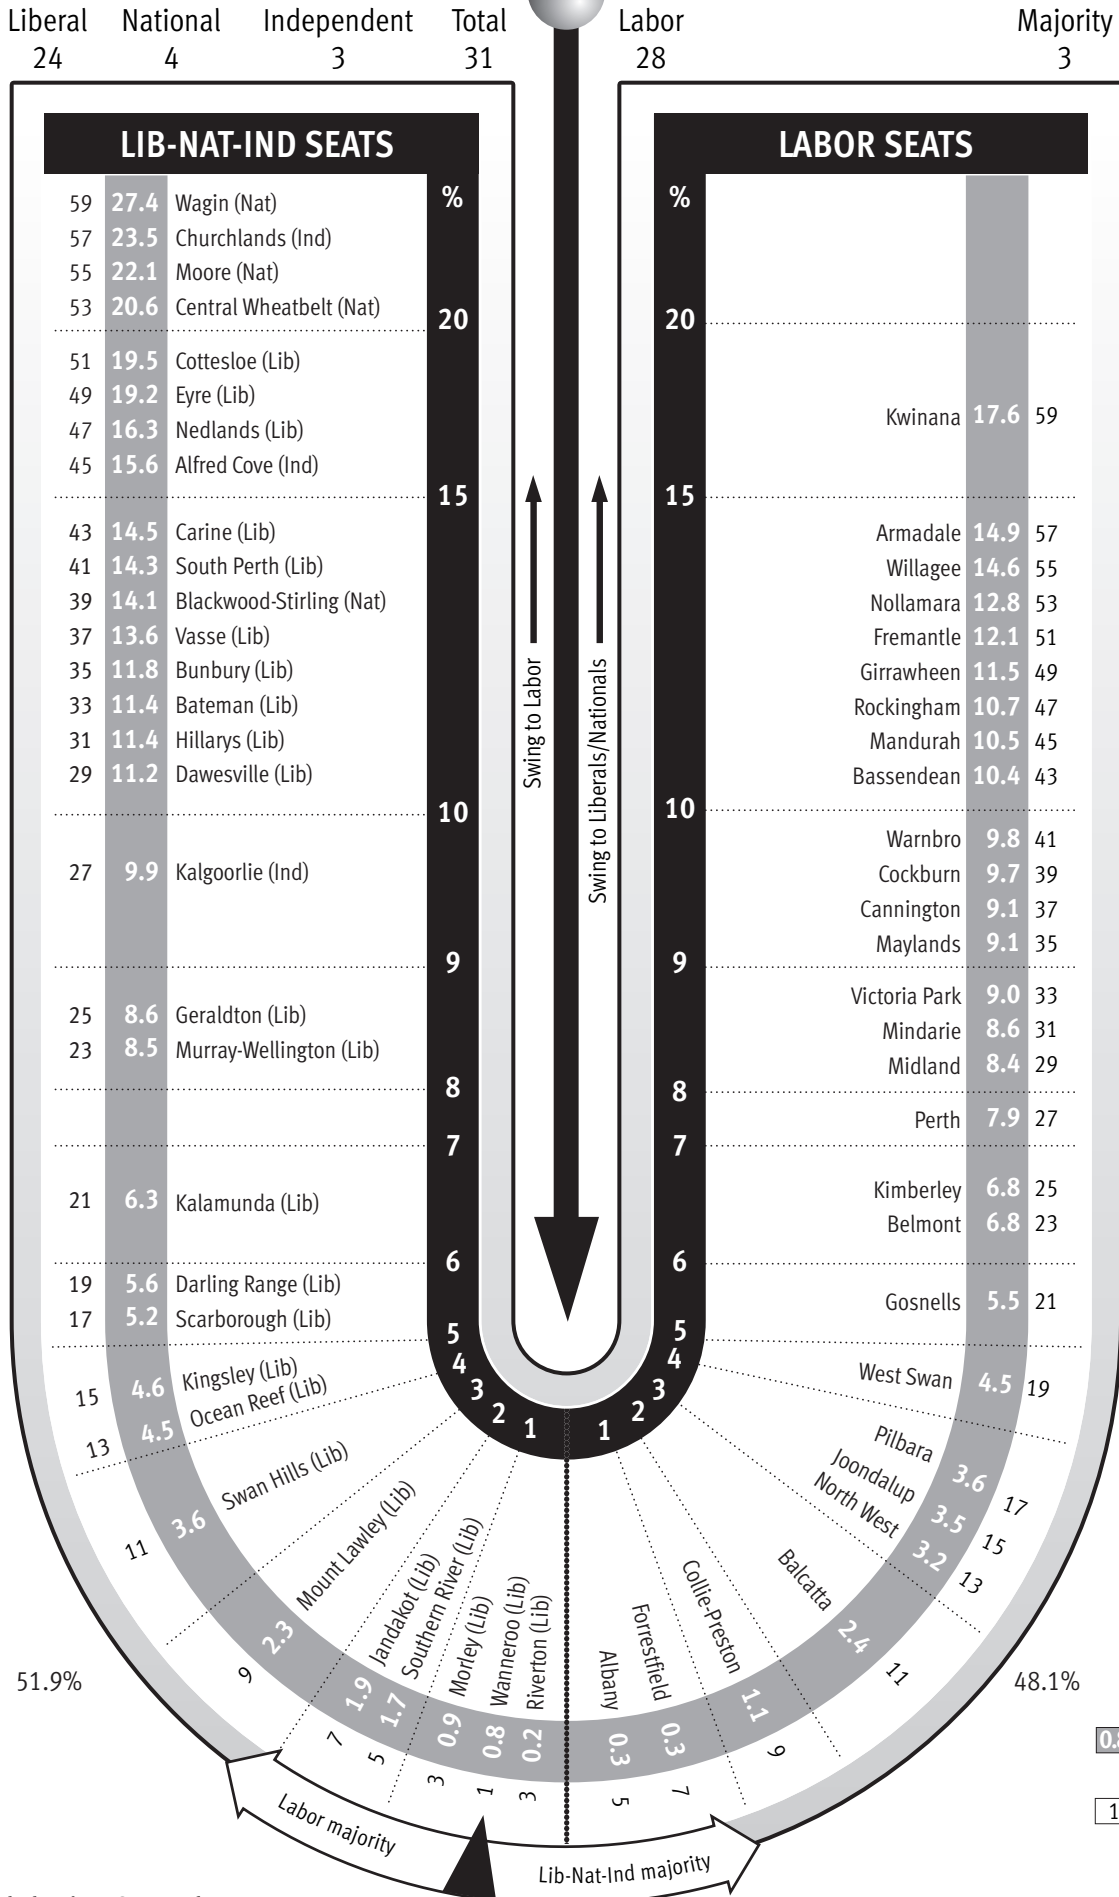 Liberal National Independent Total Labor Majority
24 4 3 31 28 3
LIB-NAT-IND SEATS
%
59 27.4 Wagin (Nat)
57 23.5 Churchlands (Ind)
55 22.1 Moore (Nat)
53 20.6 Central Wheatbelt (Nat)
20
51 19.5 Cottesloe (Lib)
49 19.2 Eyre (Lib)
47 16.3 Nedlands (Lib)
45 15.6 Alfred Cove (Ind)
15
43 14.5 Carine (Lib)
41 14.3 South Perth (Lib)
39 14.1 Blackwood-Stirling (Nat)
37 13.6 Vasse (Lib)
35 11.8 Bunbury (Lib)
33 11.4 Bateman (Lib)
31 11.4 Hillarys (Lib)
29 11.2 Dawesville (Lib)
10
27 9.9 Kalgoorlie (Ind)
9
25 8.6 Geraldton (Lib)
23 8.5 Murray-Wellington (Lib)
8
7
21 6.3 Kalamunda (Lib)
6
19 5.6 Darling Range (Lib)
17 5.2 Scarborough (Lib)
5
15 4.6 Kingsley (Lib)
13 4.5 Ocean Reef (Lib)
4
11 3.6 Swan Hills (Lib)
3
9 2.3 Mount Lawley (Lib)
2
7 1.9 Jandakot (Lib)
5 1.7 Southern River (Lib)
1
3 0.9 Morley (Lib)
1 0.8 Wanneroo (Lib)
3 0.2 Riverton (Lib)
Swing to Labor
Swing to Liberals/Nationals
LABOR SEATS
%
20
Kwinana 17.6 59
15
Armadale 14.9 57
Willagee 14.6 55
Nollamara 12.8 53
Fremantle 12.1 51
Girrawheen 11.5 49
Rockingham 10.7 47
Mandurah 10.5 45
Bassendean 10.4 43
10
Warnbro 9.8 41
Cockburn 9.7 39
Cannington 9.1 37
Maylands 9.1 35
9
Victoria Park 9.0 33
Mindarie 8.6 31
Midland 8.4 29
8
Perth 7.9 27
7
Kimberley 6.8 25
Belmont 6.8 23
6
Gosnells 5.5 21
5
West Swan 4.5 19
4
Pilbara 3.6 17
Joondalup 3.5 15
North West 3.2 13
3
Balcatta 2.4 11
2
Collie-Preston 1.1 9
1
Forrestfield 0.3 7
Albany 0.3 5
51.9%
48.1%
Labor majority
Lib-Nat-Ind majority